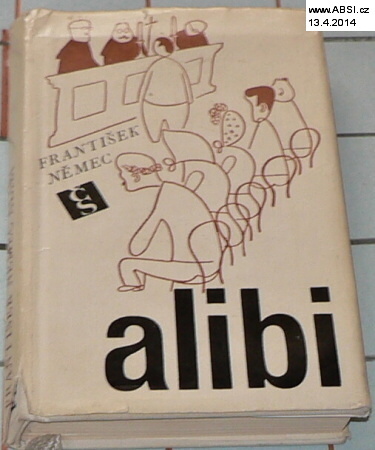 www.ABSI.cz
13.4.2014
FRANTIŠEK
NĚMEC
čs
alibi